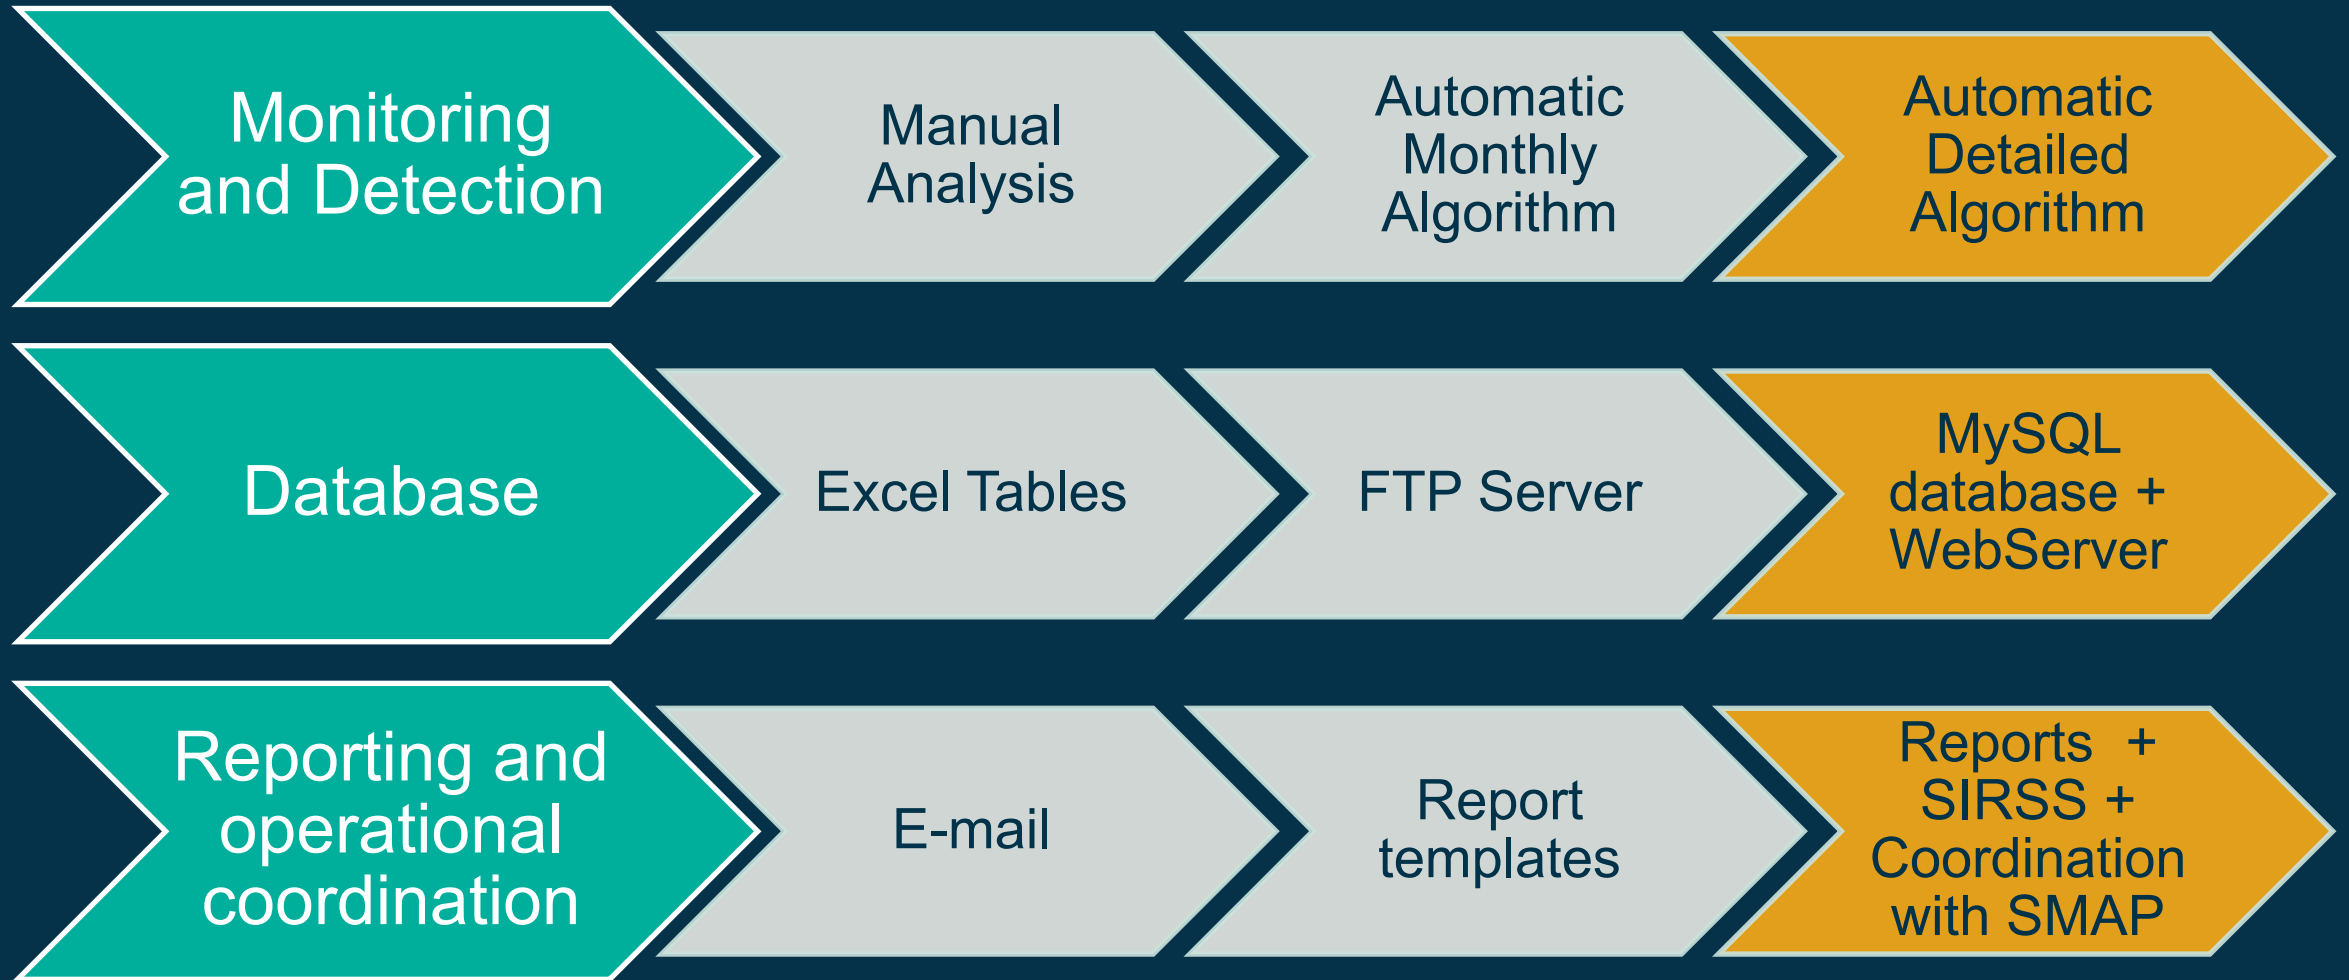 Monitoring
and Detection
Manual
Analysis
Automatic
Monthly
Algorithm
Automatic
Detailed
Algorithm
Database
Excel Tables
FTP Server
MySQL
database +
WebServer
Reporting and
operational
coordination
E-mail
Report
templates
Reports +
SIRSS +
Coordination
with SMAP